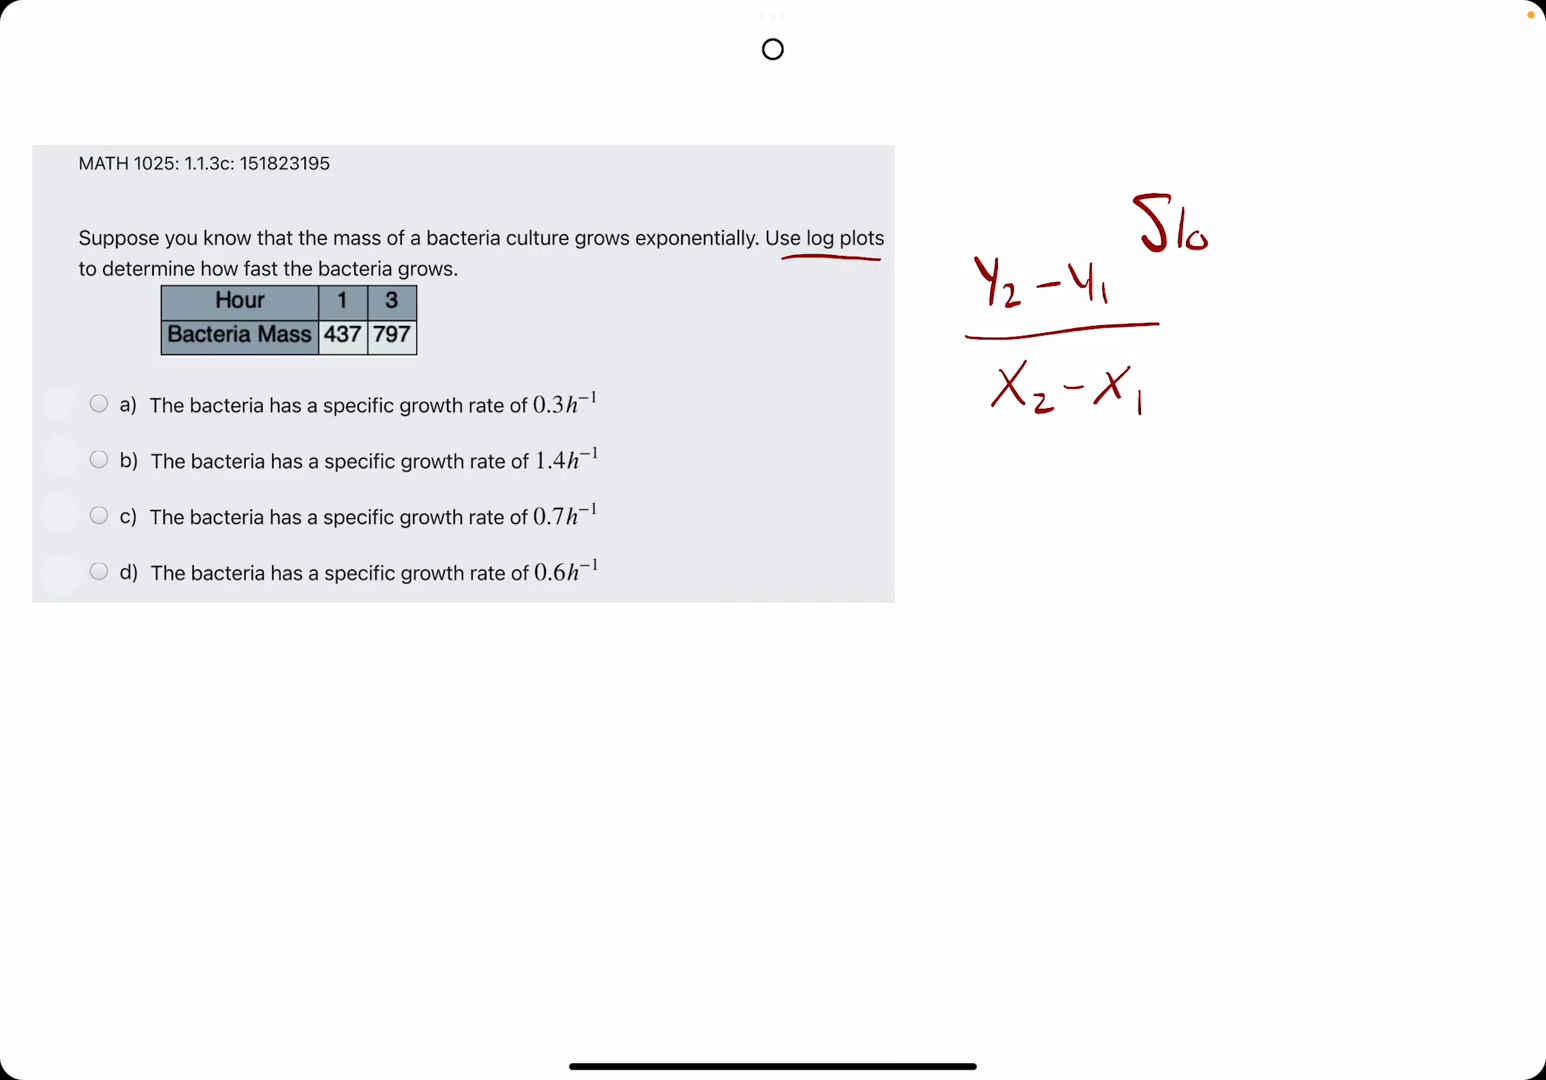 MATH 1025: 1.1.3c: 151823195
Suppose you know that the mass of a bacteria culture grows exponentially. Use log plots
to determine how fast the bacteria grows.
Hour 1 3
Bacteria Mass 437 797
a) The bacteria has a specific growth rate of 0.3h⁻¹
b) The bacteria has a specific growth rate of 1.4h⁻¹
c) The bacteria has a specific growth rate of 0.7h⁻¹
d) The bacteria has a specific growth rate of 0.6h⁻¹
Slo
Y₂ - Y₁
X₂ - X₁